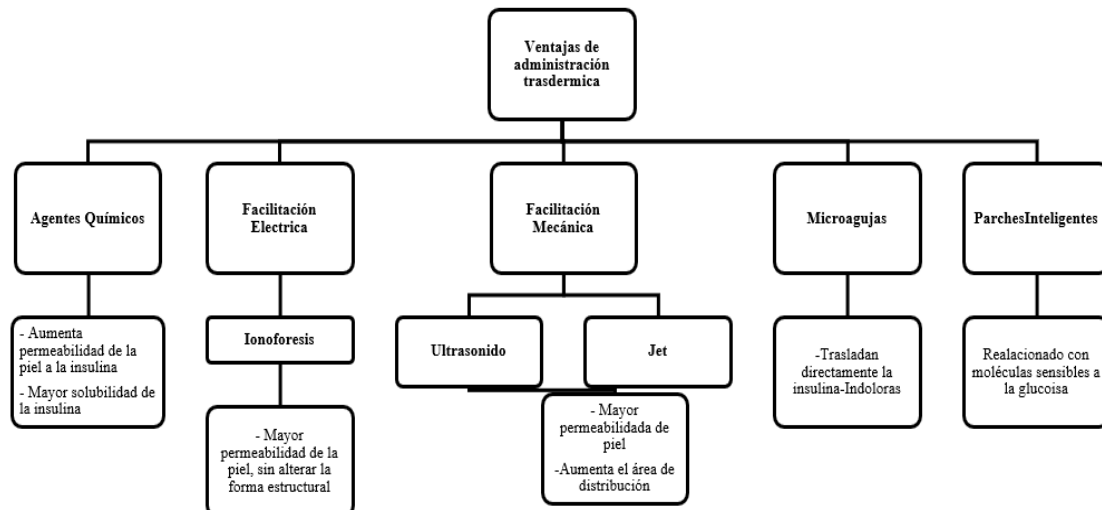 Ventajas de
administración
trasdermica
Agentes Químicos
Facilitación
Electrica
Facilitación
Mecánica
Microagujas
ParchesInteligentes
- Aumenta
permeabilidad de la
piel a la insulina
- Mayor solubilidad de
la insulina
Ionoforesis
- Mayor
permeabilidad de la
piel, sin alterar la
forma estructural
Ultrasonido
Jet
- Mayor
permeabilidada de
piel
-Aumenta el área de
distribución
-Trasladan
directamente la
insulina-Indoloras
Realacionado con
moléculas sensibles a
la glucoisa